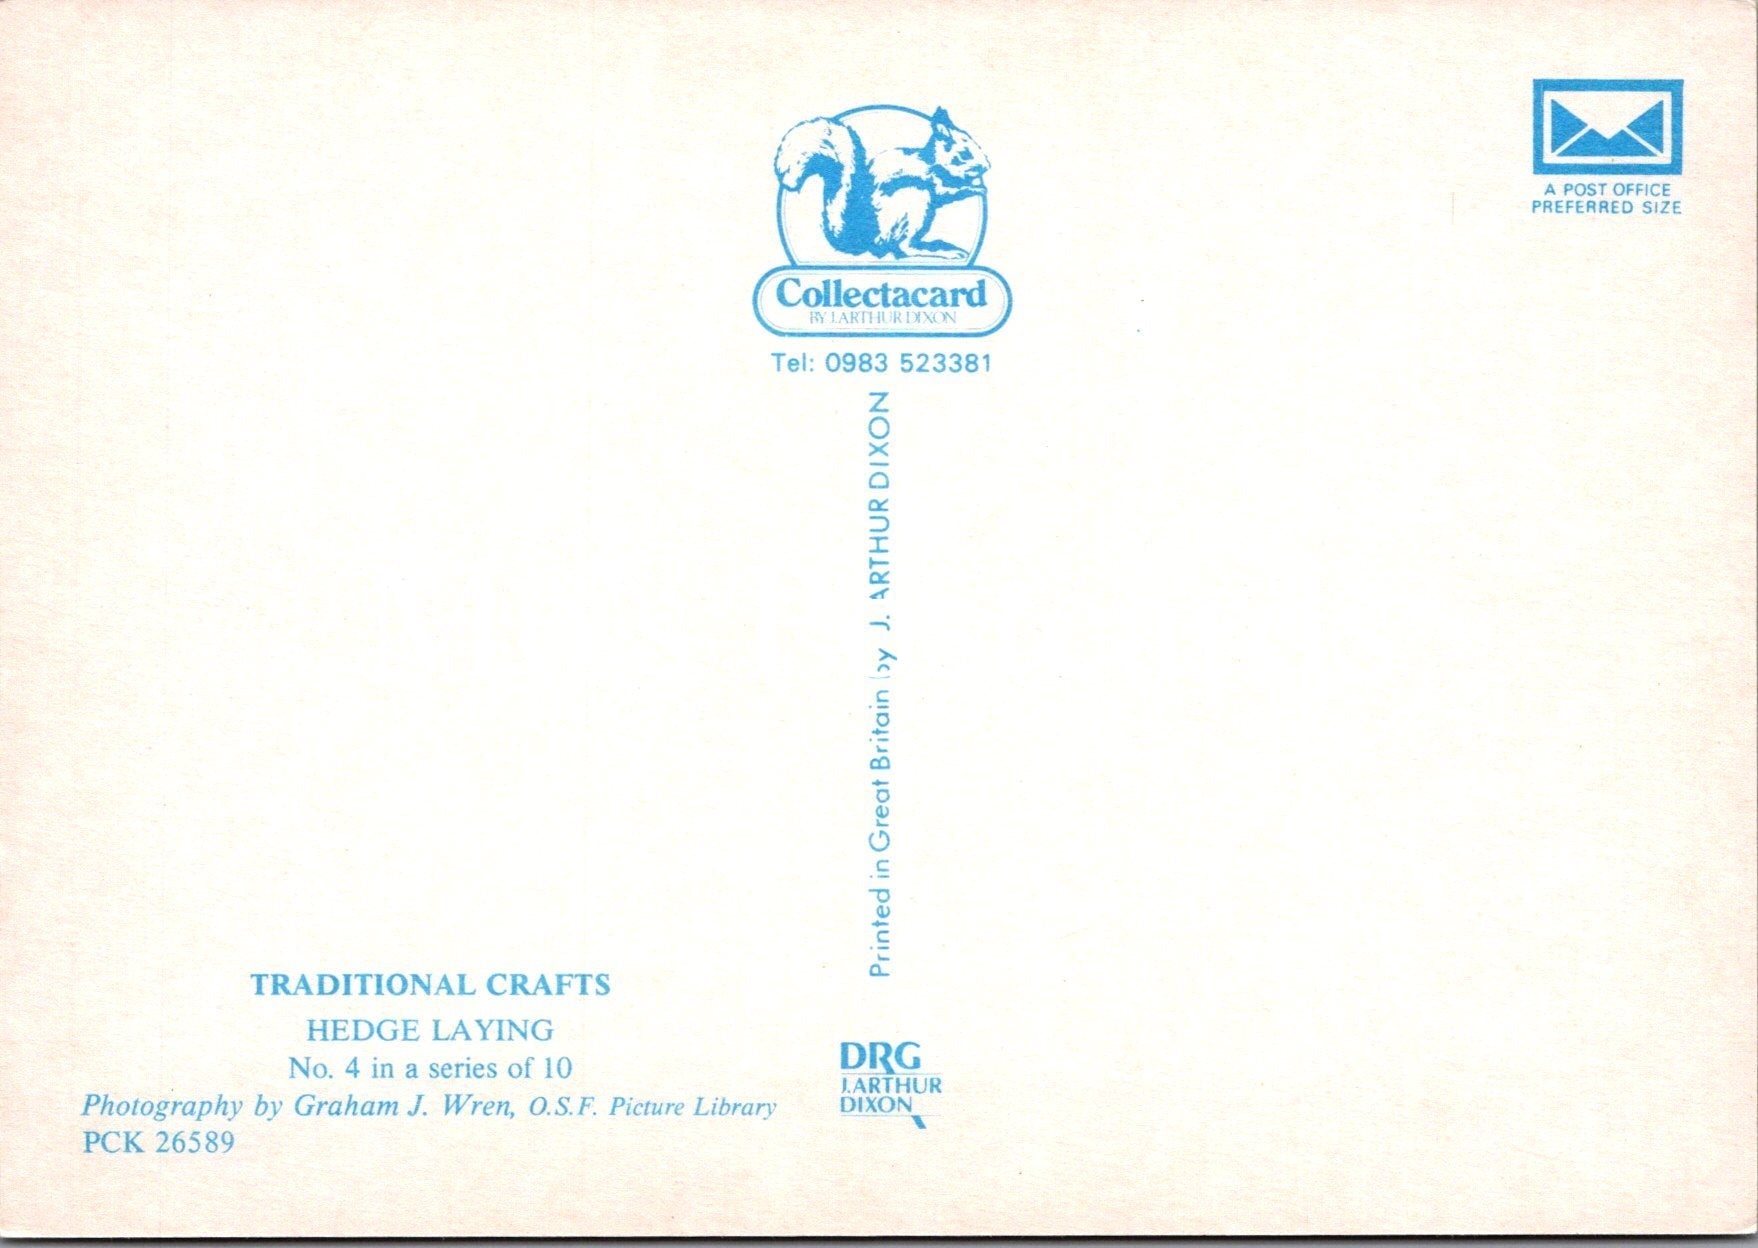 A POST OFFICE
PREFERRED SIZE
Collectacard
BY J.ARTHUR DIXON
Tel: 0983 523381
Printed in Great Britain by J. ARTHUR DIXON
TRADITIONAL CRAFTS
HEDGE LAYING
No. 4 in a series of 10
Photography by Graham J. Wren, O.S.F. Picture Library
PCK 26589
DRG
J.ARTHUR
DIXON